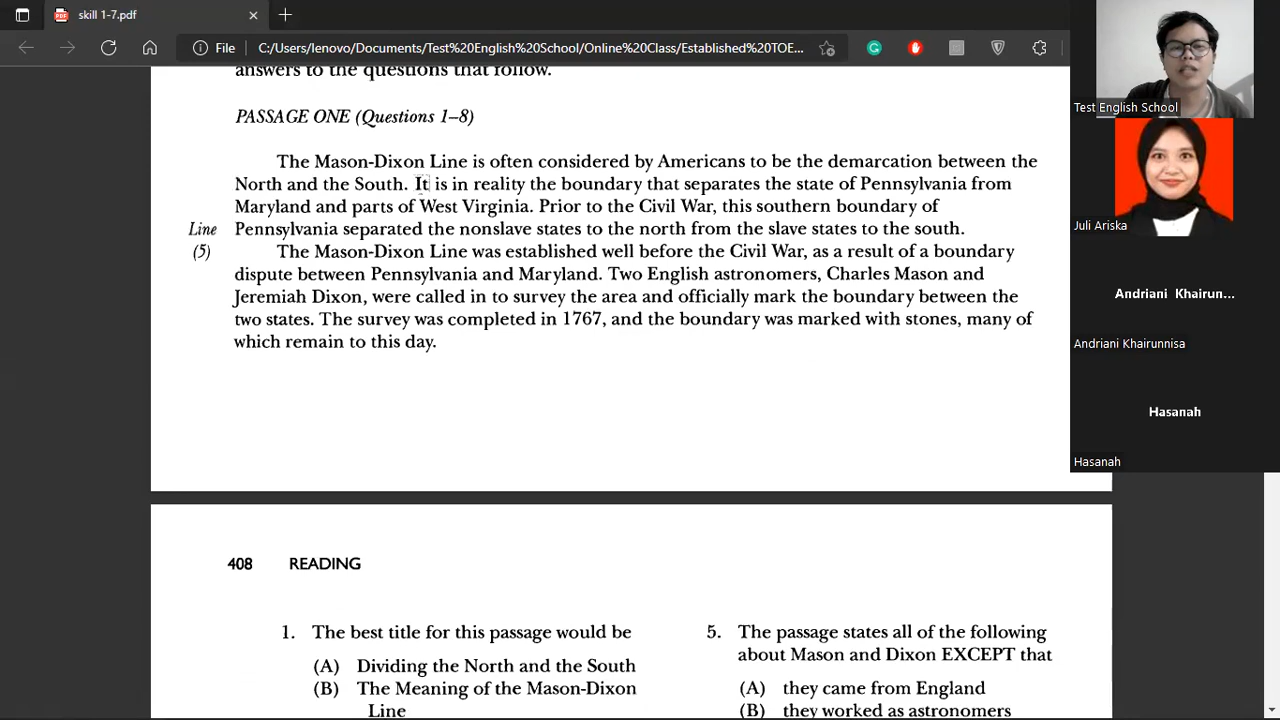 skill 1-7.pdf
File
C:/Users/lenovo/Documents/Test%20English%20School/Online%20Class/Established%20TOE...
answers to the questions that follow.
PASSAGE ONE (Questions 1–8)
The Mason-Dixon Line is often considered by Americans to be the demarcation between the
North and the South. It is in reality the boundary that separates the state of Pennsylvania from
Maryland and parts of West Virginia. Prior to the Civil War, this southern boundary of
Line Pennsylvania separated the nonslave states to the north from the slave states to the south.
(5) The Mason-Dixon Line was established well before the Civil War, as a result of a boundary
dispute between Pennsylvania and Maryland. Two English astronomers, Charles Mason and
Jeremiah Dixon, were called in to survey the area and officially mark the boundary between the
two states. The survey was completed in 1767, and the boundary was marked with stones, many of
which remain to this day.
408 READING
1. The best title for this passage would be
(A) Dividing the North and the South
(B) The Meaning of the Mason-Dixon
Line
5. The passage states all of the following
about Mason and Dixon EXCEPT that
(A) they came from England
(B) they worked as astronomers
Test English School
Juli Ariska
Andriani Khairun...
Andriani Khairunnisa
Hasanah
Hasanah